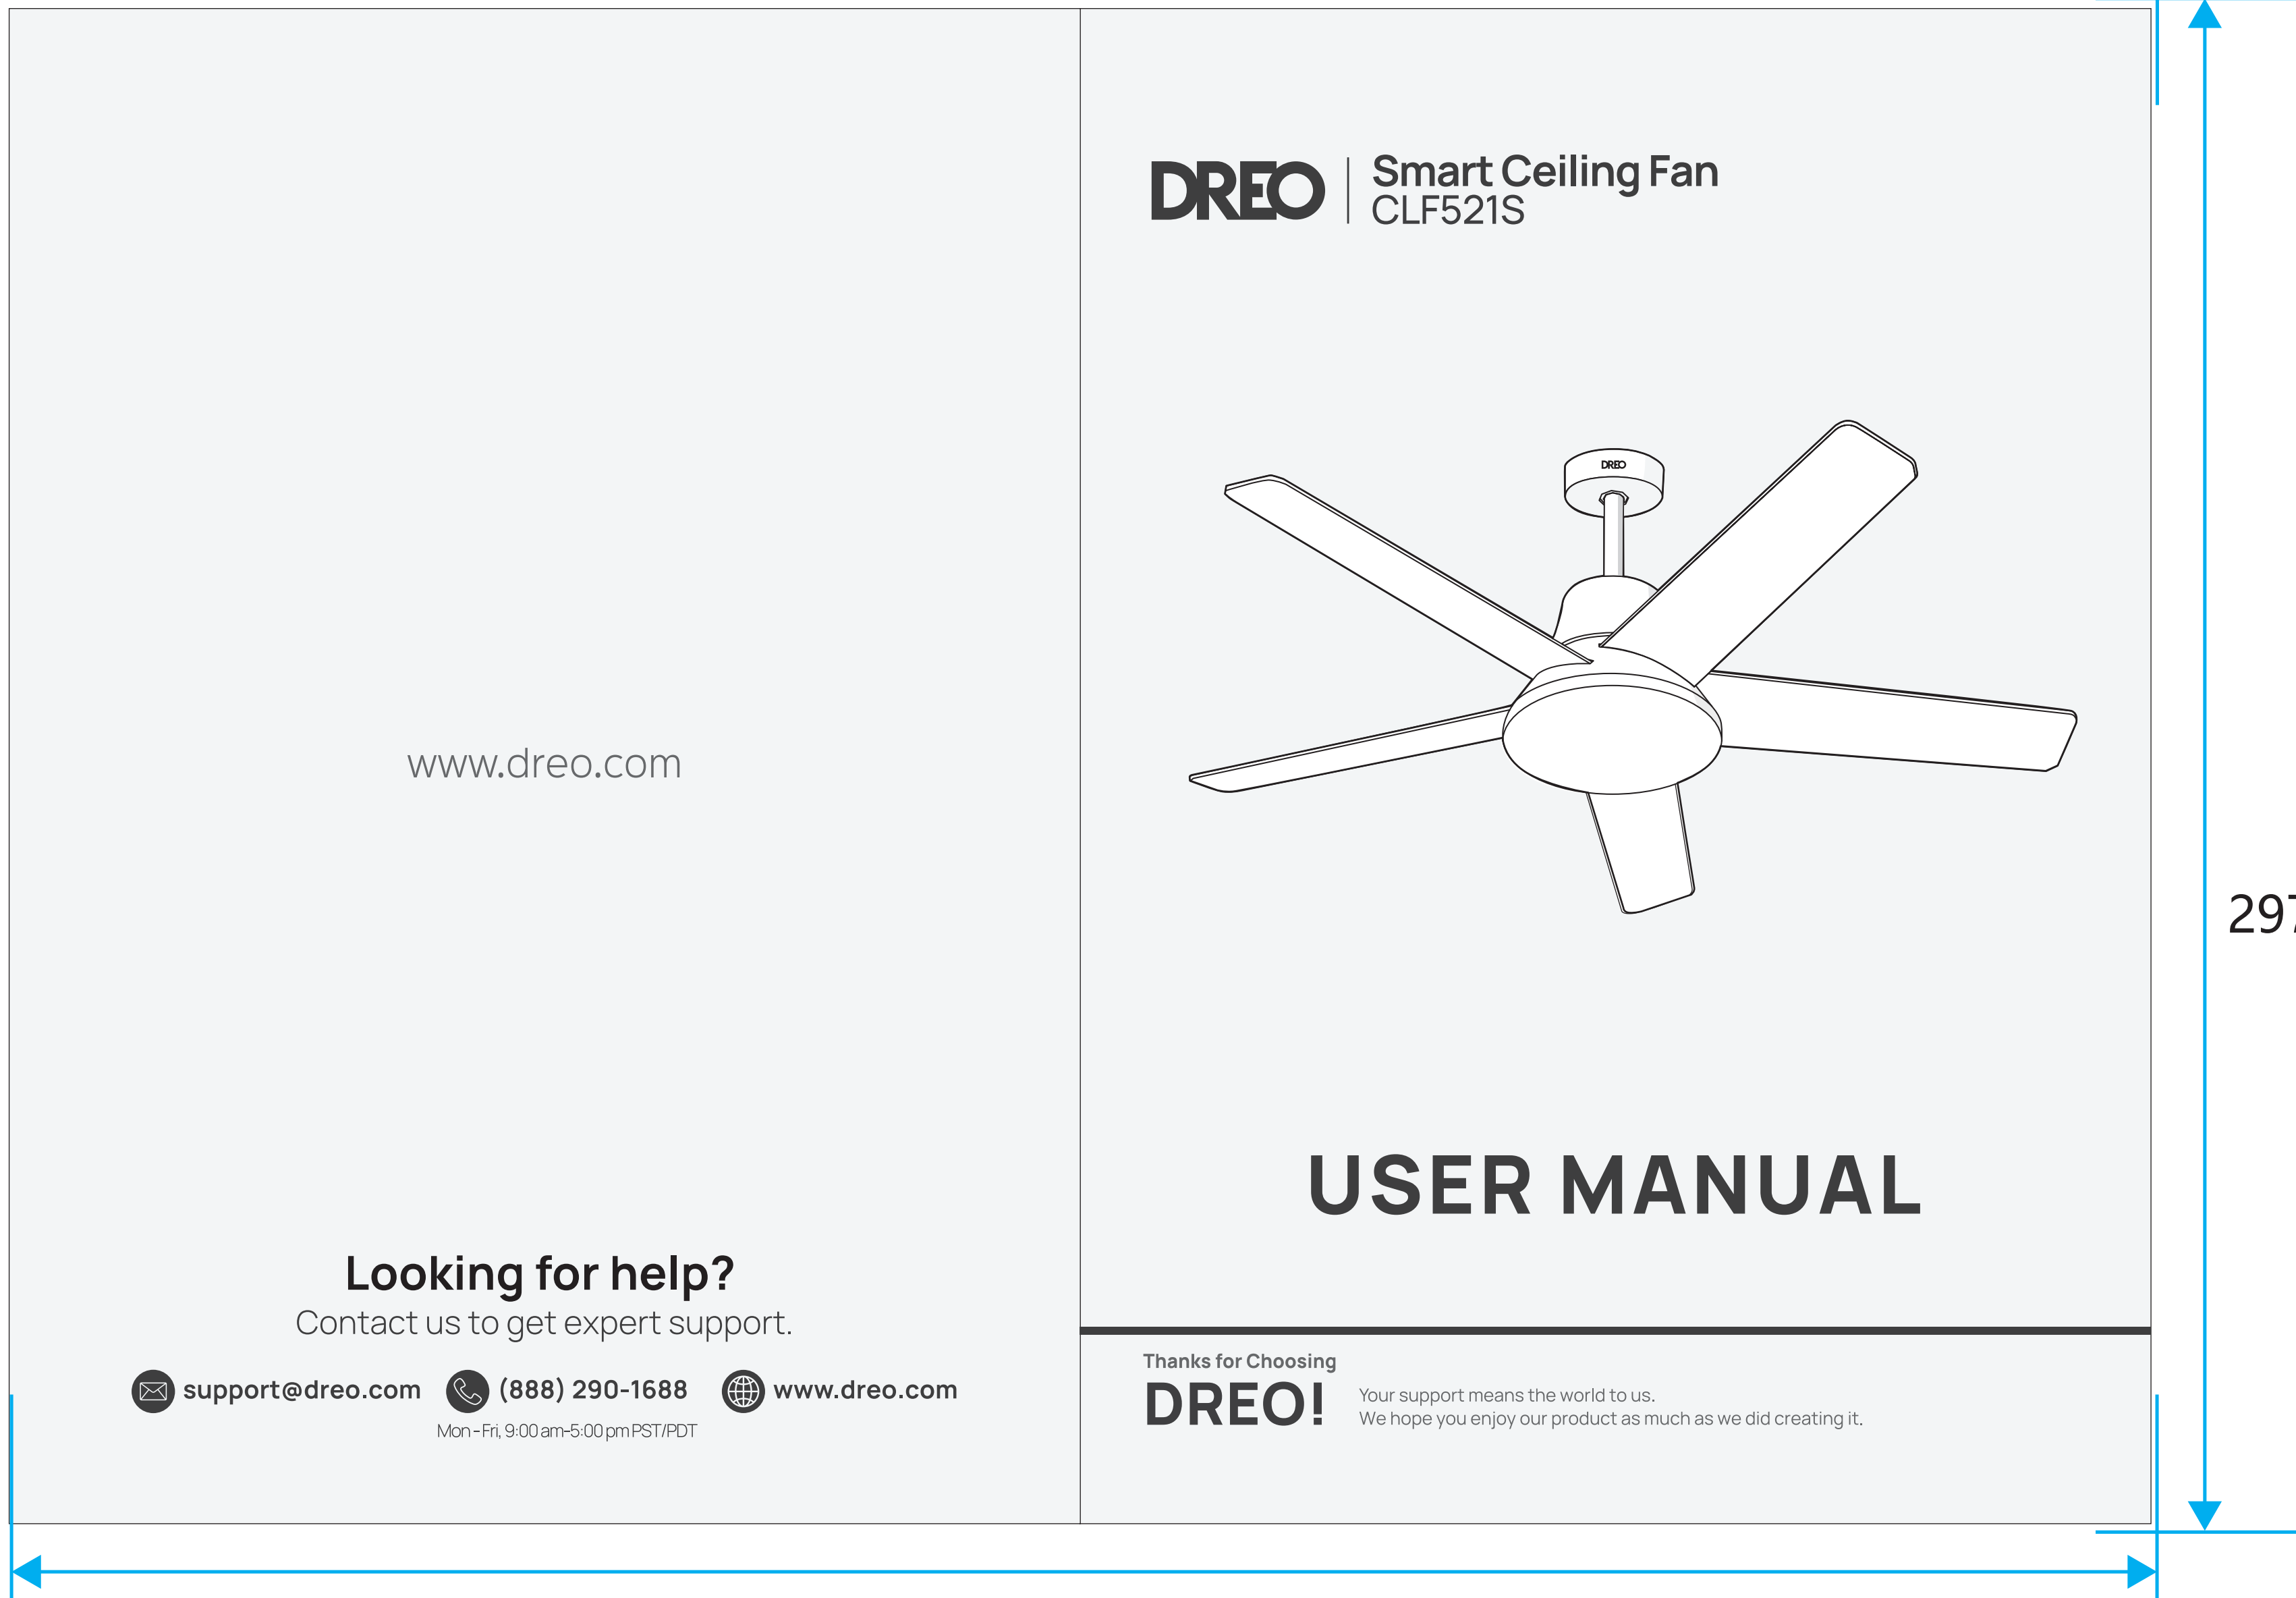 www.dreo.com
Looking for help?
Contact us to get expert support.
support@dreo.com (888) 290-1688 www.dreo.com
Mon - Fri, 9:00 am-5:00 pm PST/PDT
DREO
Smart Ceiling Fan
CLF521S
DREO
USER MANUAL
Thanks for Choosing
DREO!
Your support means the world to us.
We hope you enjoy our product as much as we did creating it.